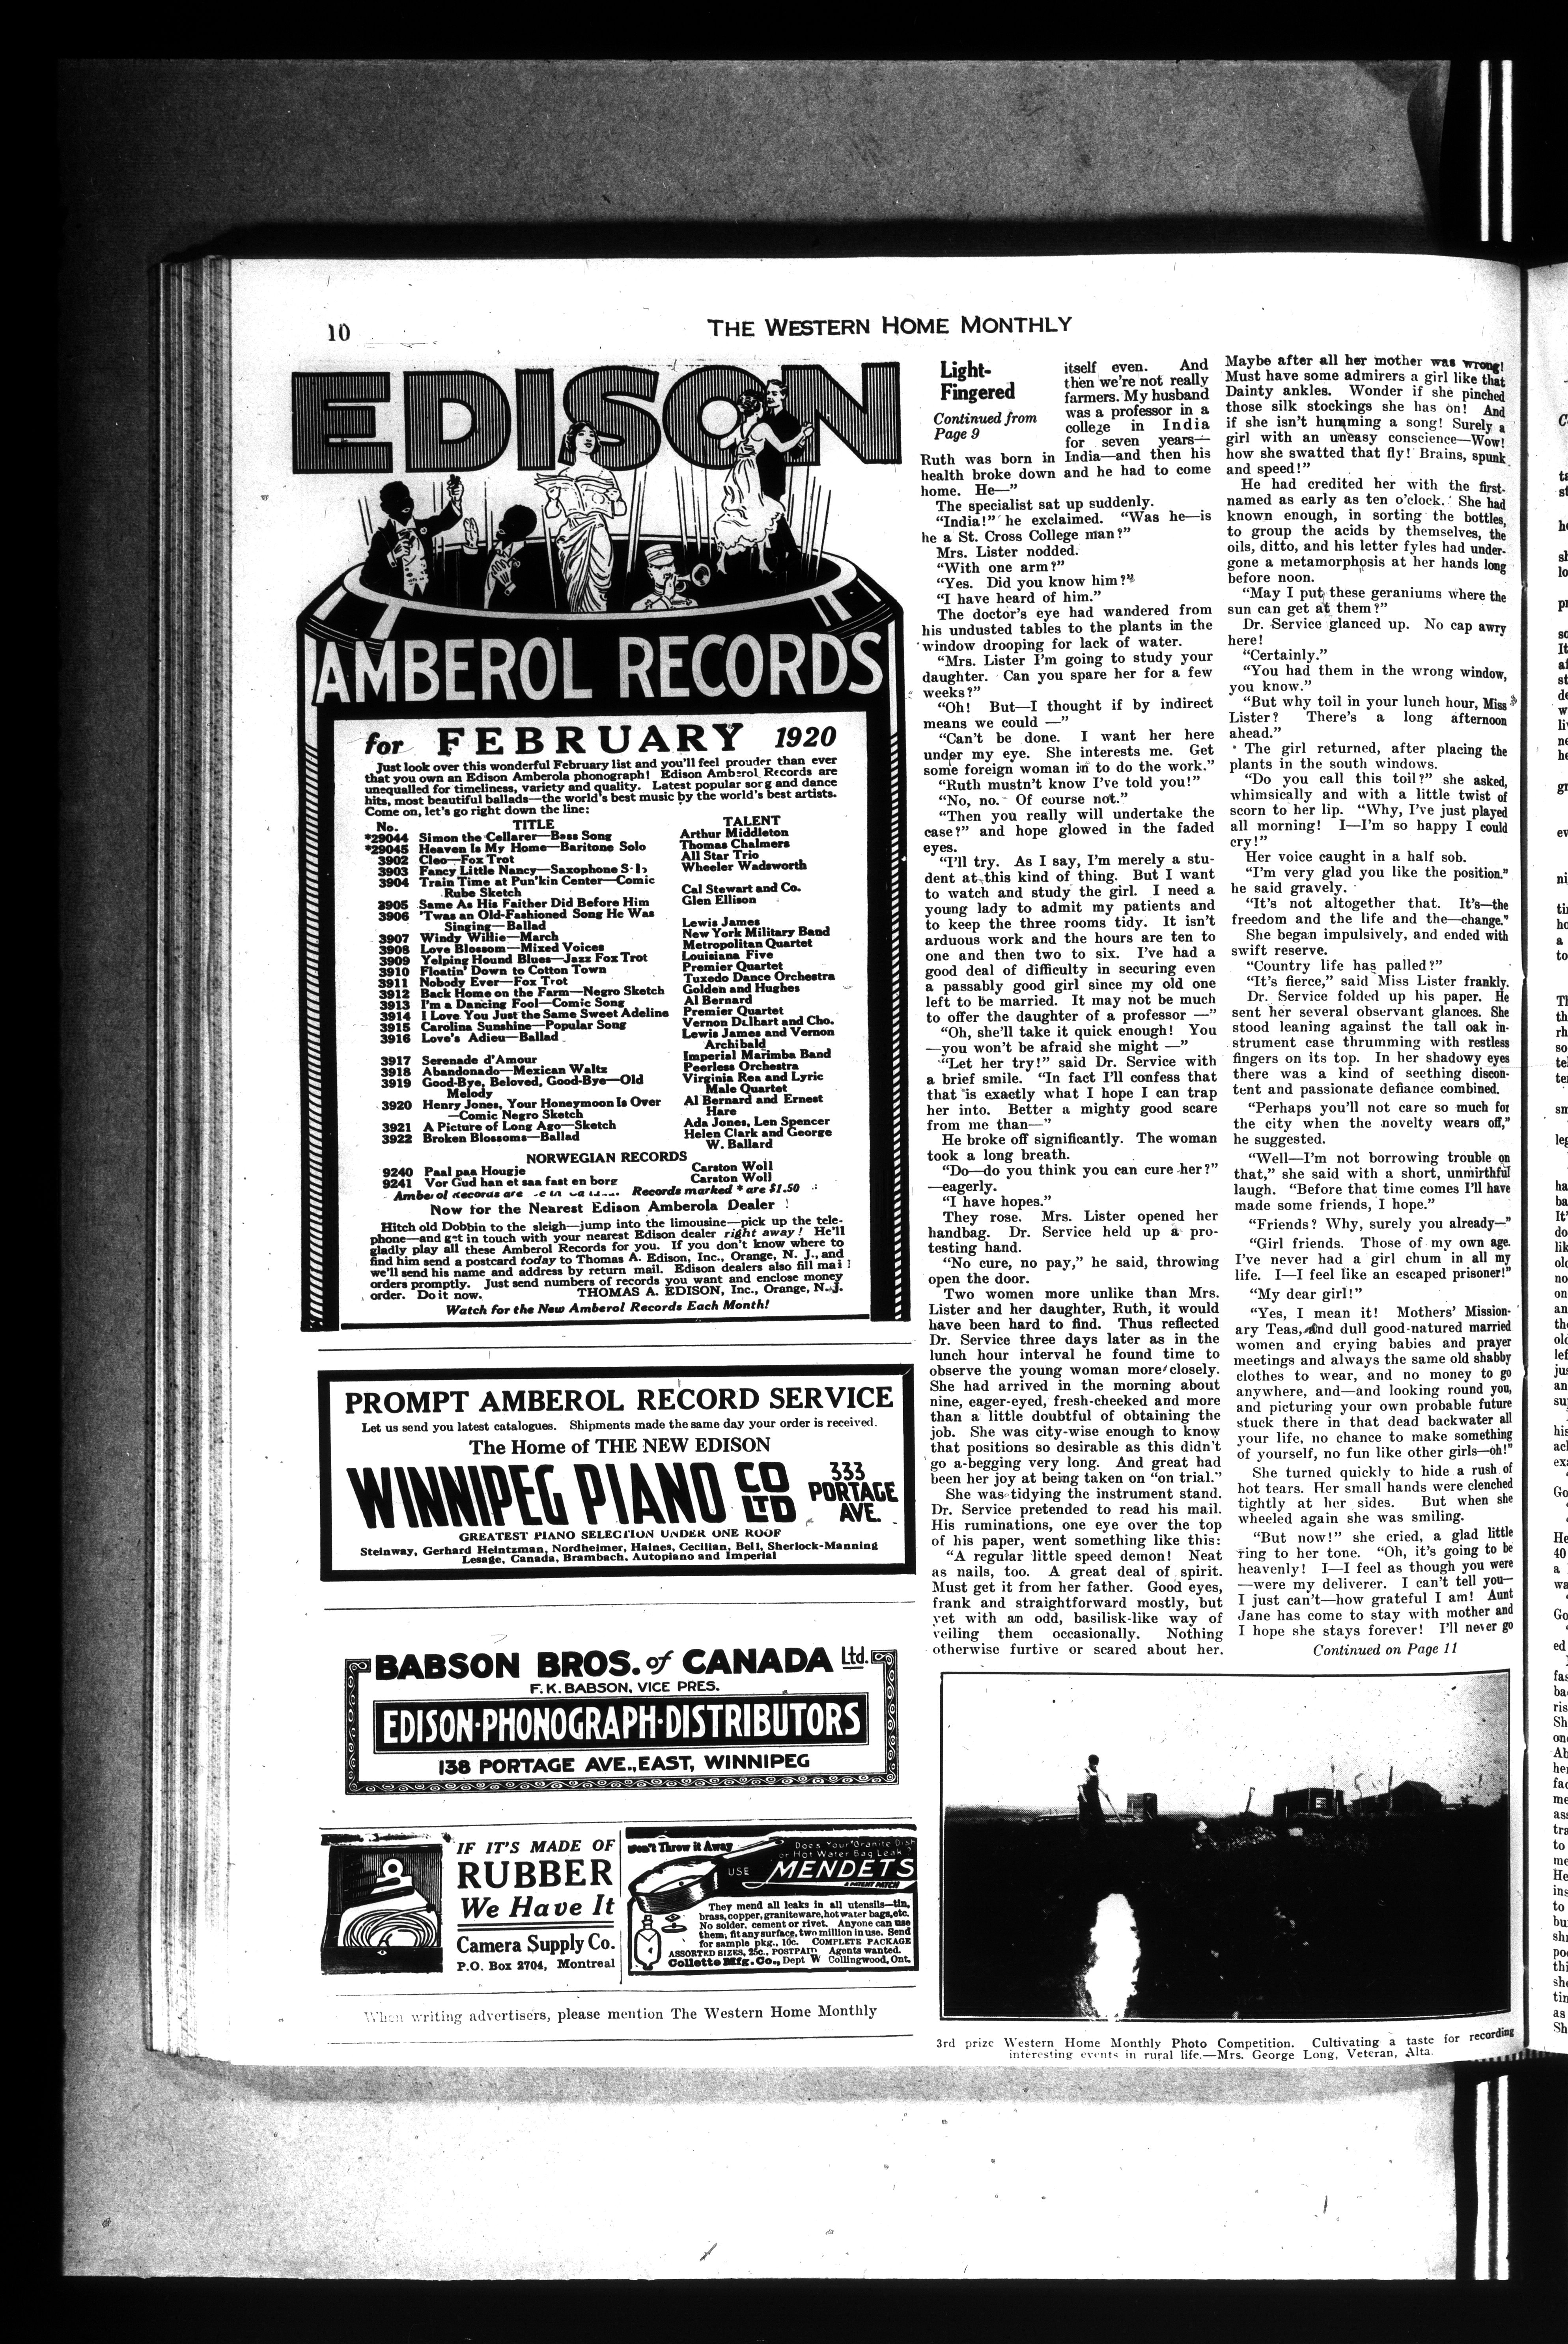 10
THE WESTERN HOME MONTHLY
EDISON
AMBEROL RECORDS
for FEBRUARY 1920
Just look over this wonderful February list and you'll feel prouder than ever
that you own an Edison Amberola phonograph! Edison Amberol Records are
unequalled for timeliness, variety and quality. Latest popular song and dance
hits, most beautiful ballads—the world's best music by the world's best artists.
Come on, let's go right down the line:
No. TITLE TALENT
*29044 Simon the Cellarer—Bass Song Arthur Middleton
*29045 Heaven Is My Home—Baritone Solo Thomas Chalmers
3902 Cleo—Fox Trot All Star Trio
3903 Fancy Little Nancy—Saxophone Wheeler Wadsworth
3904 Train Time at Pun'kin Center—Comic
Rube Sketch Cal Stewart and Co.
3905 Same As His Faither Did Before Him Glen Ellison
3906 'Twas an Old-Fashioned Song He Was
Singing—Ballad Lewis James
3907 Windy Willie—March New York Military Band
3908 Love Blossom—Mixed Voices Metropolitan Quartet
3909 Yelping Hound Blues—Jazz Fox Trot Louisiana Five
3910 Floatin' Down to Cotton Town Premier Quartet
3911 Nobody Ever—Fox Trot Tuxedo Dance Orchestra
3912 Back Home on the Farm—Negro Sketch Golden and Hughes
3913 I'm a Dancing Fool—Comic Song Al Bernard
3914 I Love You Just the Same Sweet Adeline Premier Quartet
3915 Carolina Sunshine—Popular Song Vernon Dalhart and Cho.
3916 Love's Adieu—Ballad Lewis James and Vernon
Archibald
3917 Serenade d'Amour Imperial Marimba Band
3918 Abandonado—Mexican Waltz Peerless Orchestra
3919 Good-Bye, Beloved, Good-Bye—Old Virginia Rea and Lyric
Melody Male Quartet
3920 Henry Jones, Your Honeymoon Is Over Al Bernard and Ernest
—Comic Negro Sketch Hare
3921 A Picture of Long Ago—Sketch Ada Jones, Len Spencer
3922 Broken Blossoms—Ballad Helen Clark and George
W. Ballard
NORWEGIAN RECORDS
9240 Paal paa Hougje Carston Woll
9241 Vor Gud han et saa fast en borg Carston Woll
Amberol Records are Records marked * are $1.50
Now for the Nearest Edison Amberola Dealer!
Hitch old Dobbin to the sleigh—jump into the limousine—pick up the tele-
phone—and get in touch with your nearest Edison dealer right away! He'll
gladly play all these Amberol Records for you. If you don't know where to
find him send a postcard today to Thomas A. Edison, Inc., Orange, N. J., and
we'll send his name and address by return mail. Edison dealers also fill mail
orders promptly. Just send numbers of records you want and enclose money
order. Do it now. THOMAS A. EDISON, Inc., Orange, N. J.
Watch for the New Amberol Records Each Month!
PROMPT AMBEROL RECORD SERVICE
Let us send you latest catalogues. Shipments made the same day your order is received.
The Home of THE NEW EDISON
WINNIPEG PIANO CO LTD 333 PORTAGE AVE.
GREATEST PIANO SELECTION UNDER ONE ROOF
Steinway, Gerhard Heintzman, Nordheimer, Haines, Cecilian, Bell, Sherlock-Manning
Lesage, Canada, Brambach, Autopiano and Imperial
BABSON BROS. of CANADA Ltd.
F. K. BABSON, VICE PRES.
EDISON·PHONOGRAPH·DISTRIBUTORS
138 PORTAGE AVE., EAST, WINNIPEG
IF IT'S MADE OF
RUBBER
We Have It
Camera Supply Co.
P.O. Box 2704, Montreal
Don't Throw it Away
Does Your Granite Dish
or Hot Water Bag Leak?
USE MENDETS
A PATENT PATCH
They mend all leaks in all utensils—tin,
brass, copper, graniteware, hot water bags, etc.
No solder, cement or rivet. Anyone can use
them; fit any surface, two million in use. Send
for sample pkg., 10c. COMPLETE PACKAGE
ASSORTED SIZES, 25c., POSTPAID Agents wanted.
Collette Mfg. Co., Dept W Collingwood, Ont.
When writing advertisers, please mention The Western Home Monthly
Light-
Fingered
Continued from
Page 9
itself even. And
then we're not really
farmers. My husband
was a professor in a
college in India
for seven years—
Ruth was born in India—and then his
health broke down and he had to come
home. He—"
The specialist sat up suddenly.
"India!" he exclaimed. "Was he—is
he a St. Cross College man?"
Mrs. Lister nodded.
"With one arm?"
"Yes. Did you know him?"
"I have heard of him."
The doctor's eye had wandered from
his undusted tables to the plants in the
window drooping for lack of water.
"Mrs. Lister I'm going to study your
daughter. Can you spare her for a few
weeks?"
"Oh! But—I thought if by indirect
means we could —"
"Can't be done. I want her here
under my eye. She interests me. Get
some foreign woman in to do the work."
"Ruth mustn't know I've told you!"
"No, no. Of course not."
"Then you really will undertake the
case?" and hope glowed in the faded
eyes.
"I'll try. As I say, I'm merely a stu-
dent at this kind of thing. But I want
to watch and study the girl. I need a
young lady to admit my patients and
to keep the three rooms tidy. It isn't
arduous work and the hours are ten to
one and then two to six. I've had a
good deal of difficulty in securing even
a passably good girl since my old one
left to be married. It may not be much
to offer the daughter of a professor —"
"Oh, she'll take it quick enough! You
—you won't be afraid she might —"
"Let her try!" said Dr. Service with
a brief smile. "In fact I'll confess that
that is exactly what I hope I can trap
her into. Better a mighty good scare
from me than—"
He broke off significantly. The woman
took a long breath.
"Do—do you think you can cure her?"
—eagerly.
"I have hopes."
They rose. Mrs. Lister opened her
handbag. Dr. Service held up a pro-
testing hand.
"No cure, no pay," he said, throwing
open the door.
Two women more unlike than Mrs.
Lister and her daughter, Ruth, it would
have been hard to find. Thus reflected
Dr. Service three days later as in the
lunch hour interval he found time to
observe the young woman more closely.
She had arrived in the morning about
nine, eager-eyed, fresh-cheeked and more
than a little doubtful of obtaining the
job. She was city-wise enough to know
that positions so desirable as this didn't
go a-begging very long. And great had
been her joy at being taken on "on trial."
She was tidying the instrument stand.
Dr. Service pretended to read his mail.
His ruminations, one eye over the top
of his paper, went something like this:
"A regular little speed demon! Neat
as nails, too. A great deal of spirit.
Must get it from her father. Good eyes,
frank and straightforward mostly, but
yet with an odd, basilisk-like way of
veiling them occasionally. Nothing
otherwise furtive or scared about her.
Maybe after all her mother was wrong!
Must have some admirers a girl like that
Dainty ankles. Wonder if she pinched
those silk stockings she has on! And
if she isn't humming a song! Surely a
girl with an uneasy conscience—Wow!
how she swatted that fly! Brains, spunk
and speed!"
He had credited her with the first-
named as early as ten o'clock. She had
known enough, in sorting the bottles,
to group the acids by themselves, the
oils, ditto, and his letter fyles had under-
gone a metamorphosis at her hands long
before noon.
"May I put these geraniums where the
sun can get at them?"
Dr. Service glanced up. No cap awry
here!
"Certainly."
"You had them in the wrong window,
you know."
"But why toil in your lunch hour, Miss
Lister? There's a long afternoon
ahead."
The girl returned, after placing the
plants in the south windows.
"Do you call this toil?" she asked,
whimsically and with a little twist of
scorn to her lip. "Why, I've just played
all morning! I—I'm so happy I could
cry!"
Her voice caught in a half sob.
"I'm very glad you like the position."
he said gravely.
"It's not altogether that. It's—the
freedom and the life and the—change."
She began impulsively, and ended with
swift reserve.
"Country life has palled?"
"It's fierce," said Miss Lister frankly.
Dr. Service folded up his paper. He
sent her several observant glances. She
stood leaning against the tall oak in-
strument case thrumming with restless
fingers on its top. In her shadowy eyes
there was a kind of seething discon-
tent and passionate defiance combined.
"Perhaps you'll not care so much for
the city when the novelty wears off,"
he suggested.
"Well—I'm not borrowing trouble on
that," she said with a short, unmirthful
laugh. "Before that time comes I'll have
made some friends, I hope."
"Friends? Why, surely you already—"
"Girl friends. Those of my own age.
I've never had a girl chum in all my
life. I—I feel like an escaped prisoner!"
"My dear girl!"
"Yes, I mean it! Mothers' Mission-
ary Teas, and dull good-natured married
women and crying babies and prayer
meetings and always the same old shabby
clothes to wear, and no money to go
anywhere, and—and looking round you,
and picturing your own probable future
stuck there in that dead backwater all
your life, no chance to make something
of yourself, no fun like other girls—oh!"
She turned quickly to hide a rush of
hot tears. Her small hands were clenched
tightly at her sides. But when she
wheeled again she was smiling.
"But now!" she cried, a glad little
ring to her tone. "Oh, it's going to be
heavenly! I—I feel as though you were
—were my deliverer. I can't tell you—
I just can't—how grateful I am! Aunt
Jane has come to stay with mother and
I hope she stays forever! I'll never go
Continued on Page 11
3rd prize Western Home Monthly Photo Competition. Cultivating a taste for recording
interesting events in rural life.—Mrs. George Long, Veteran, Alta.